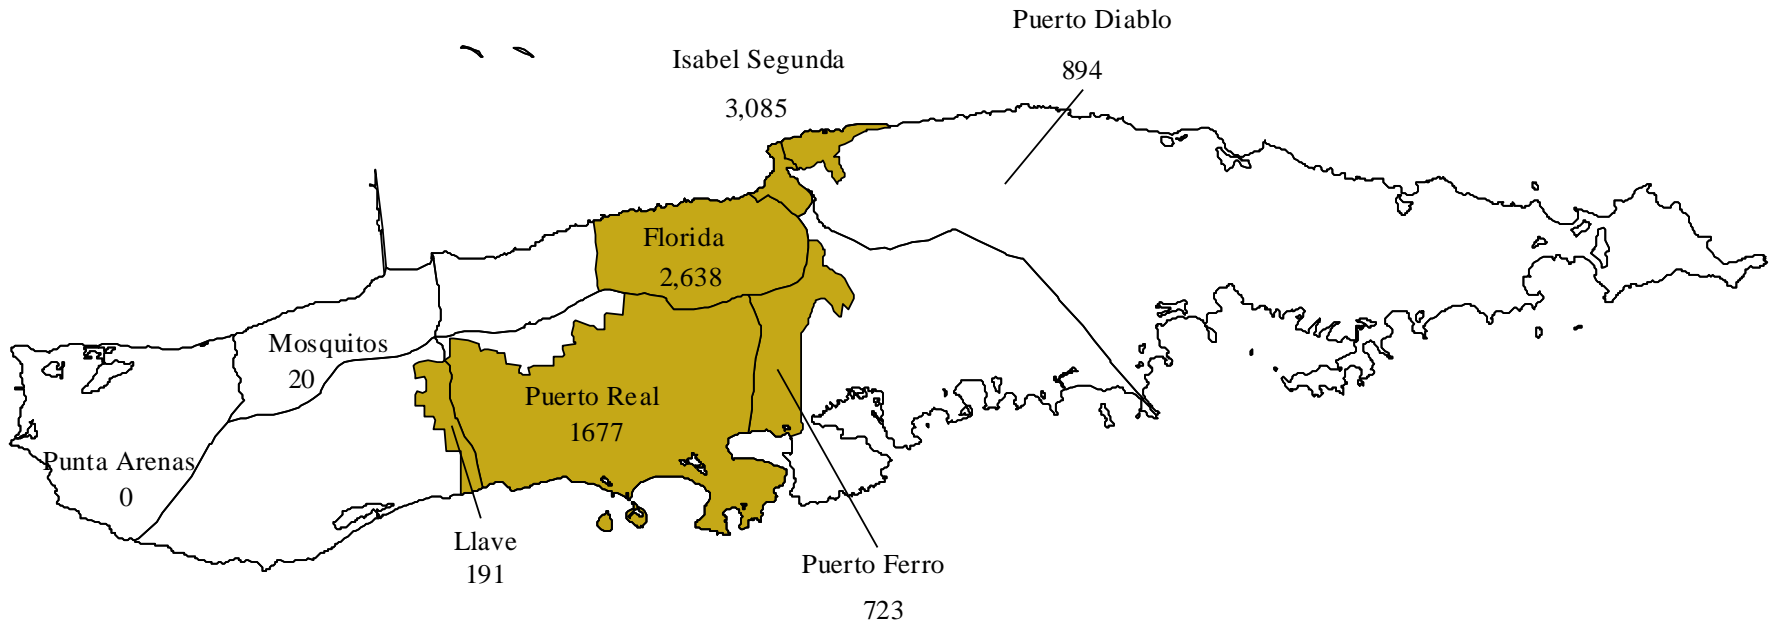 Puerto Diablo
894
Isabel Segunda
3,085
Florida
2,638
Mosquitos
20
Puerto Real
1677
Punta Arenas
0
Llave
191
Puerto Ferro
723